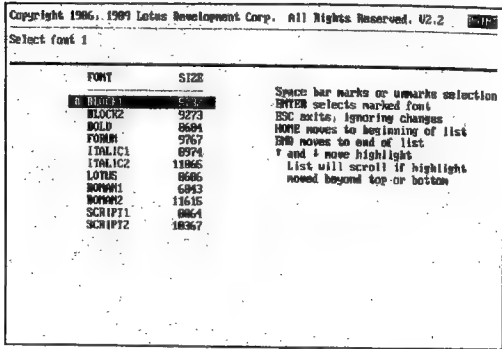 Copyright 1986, 1989 Lotus Development Corp. All Rights Reserved. V2.2
Select font 1
FONT SIZE
BLOCK1
BLOCK2 9273
BOLD 8684
FORUM 9767
ITALIC1 8974
ITALIC2 11865
LOTUS 8686
ROMAN1 6843
ROMAN2 11615
SCRIPT1 8064
SCRIPT2 10367
Space bar marks or unmarks selection
ENTER selects marked font
ESC exits, ignoring changes
HOME moves to beginning of list
END moves to end of list
↑ and ↓ move highlight
List will scroll if highlight
moved beyond top or bottom